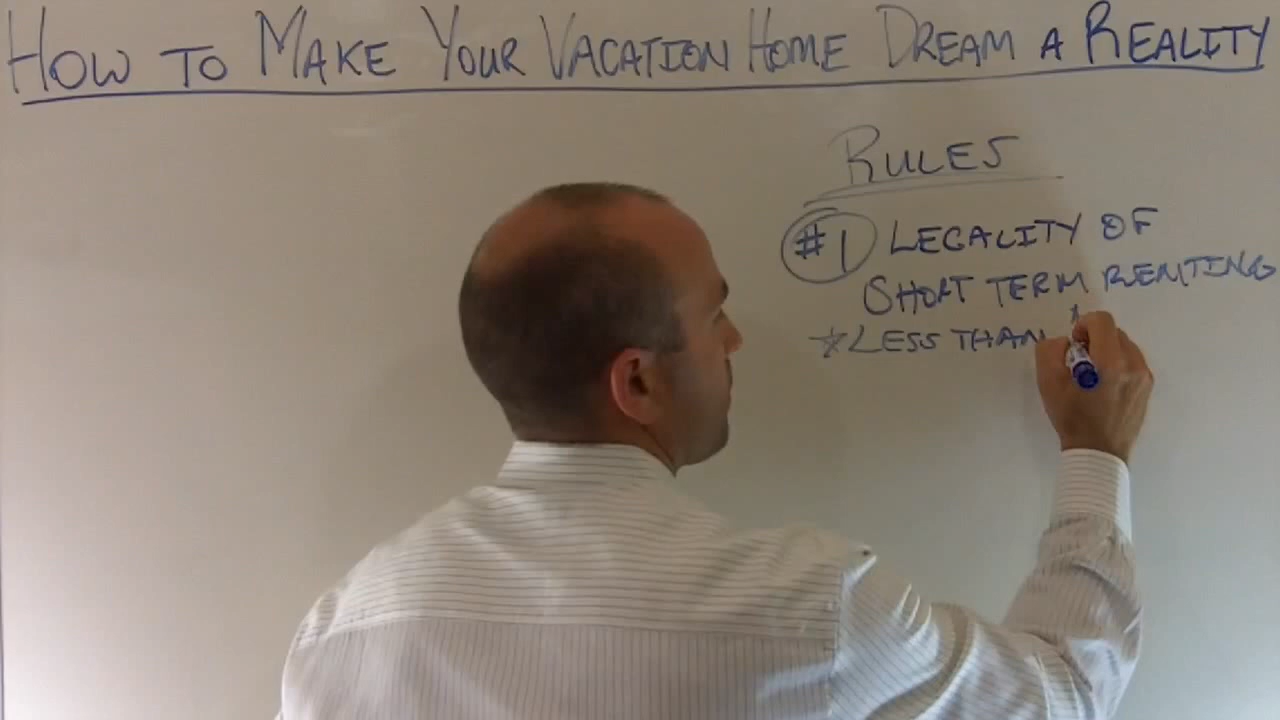 HOW TO MAKE YOUR VACATION HOME DREAM A REALITY
RULES
#1 LEGALITY OF
SHORT TERM RENTING
*LESS THAN